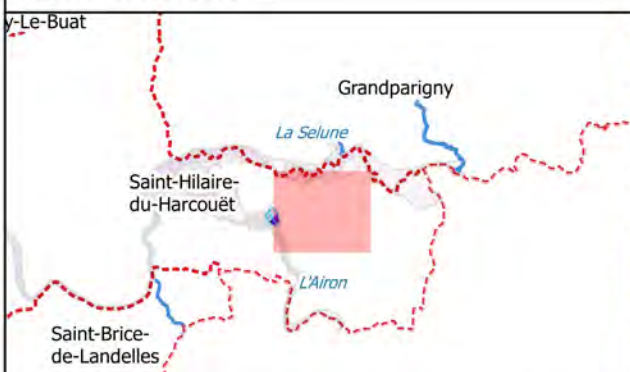 y-Le-Buat
Grandparigny
La Selune
Saint-Hilaire-
du-Harcouët
L'Airon
Saint-Brice-
de-Landelles